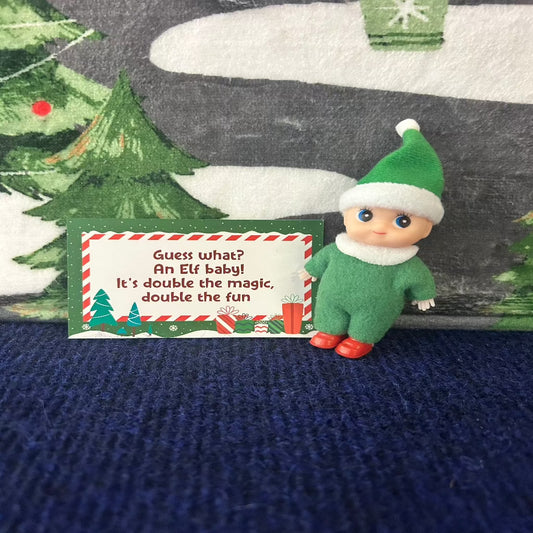 Guess what?
An Elf baby!
It's double the magic,
double the fun